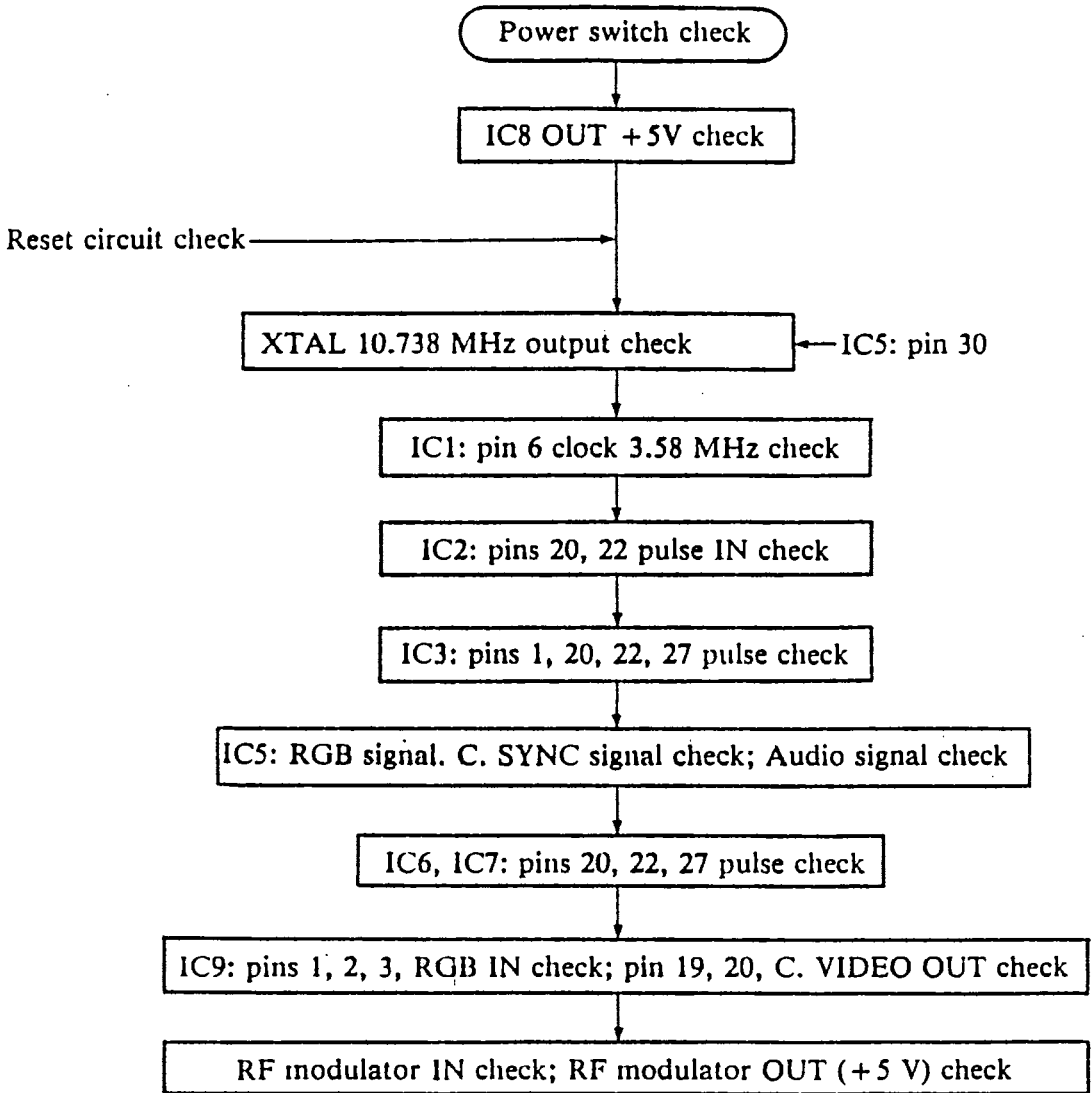 Power switch check
IC8 OUT +5V check
Reset circuit check
XTAL 10.738 MHz output check
IC5: pin 30
IC1: pin 6 clock 3.58 MHz check
IC2: pins 20, 22 pulse IN check
IC3: pins 1, 20, 22, 27 pulse check
IC5: RGB signal. C. SYNC signal check; Audio signal check
IC6, IC7: pins 20, 22, 27 pulse check
IC9: pins 1, 2, 3, RGB IN check; pin 19, 20, C. VIDEO OUT check
RF modulator IN check; RF modulator OUT (+5 V) check